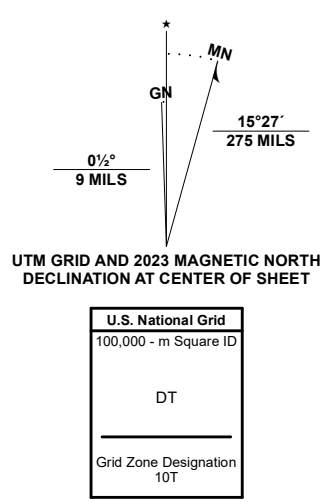 ★
MN
GN
15°27´
275 MILS
0½°
9 MILS
UTM GRID AND 2023 MAGNETIC NORTH
DECLINATION AT CENTER OF SHEET
U.S. National Grid
100,000 - m Square ID
DT
Grid Zone Designation
10T